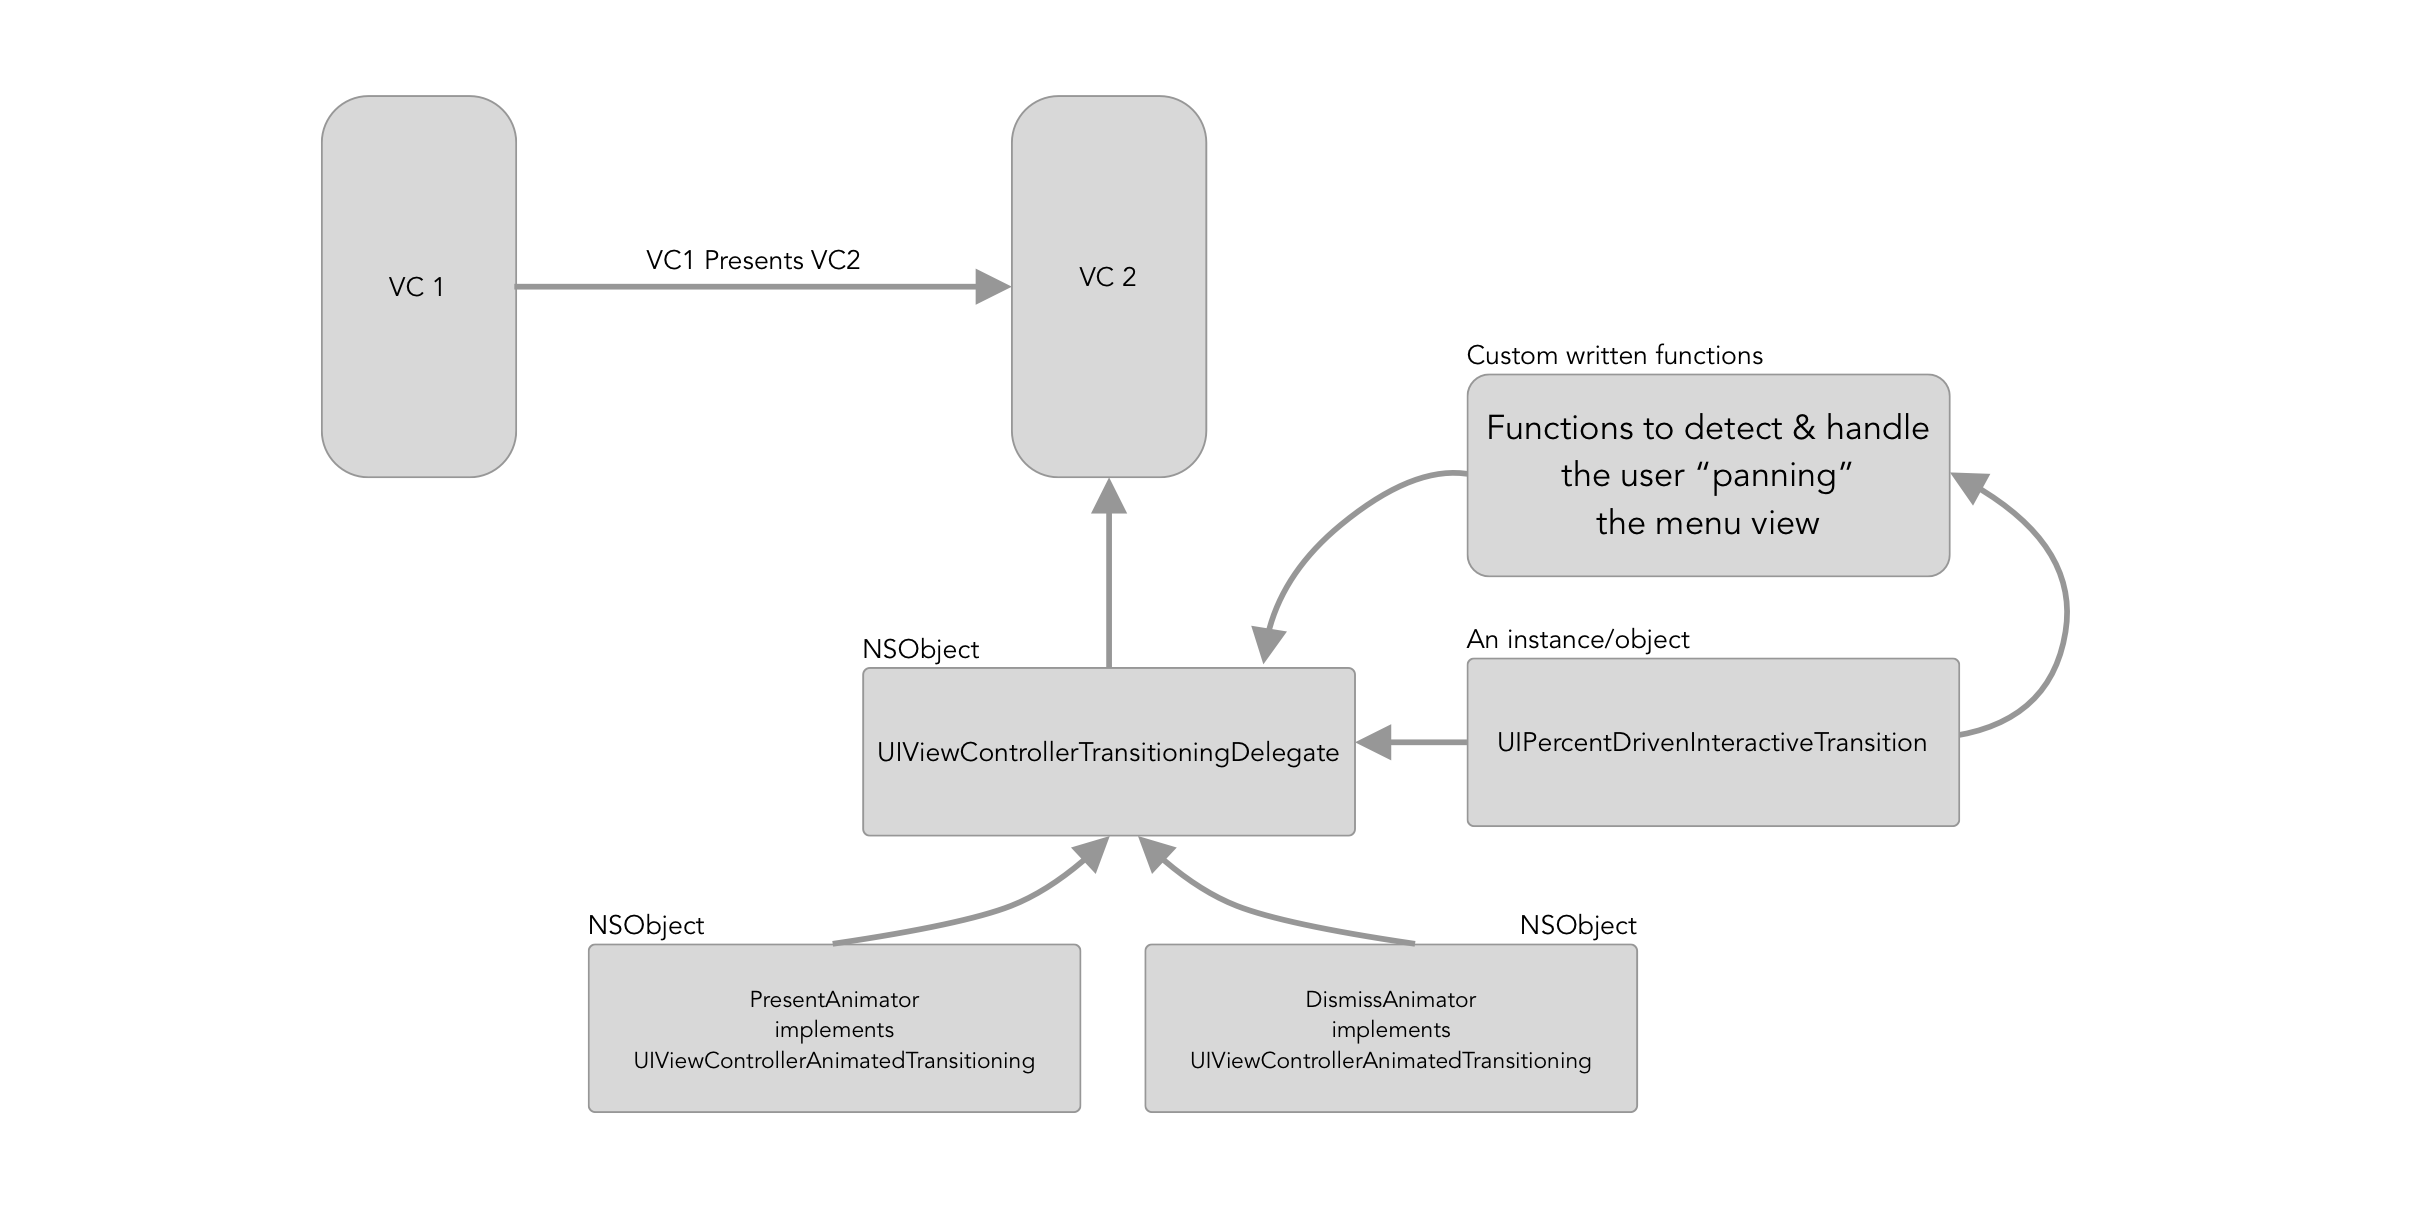 VC 1
VC1 Presents VC2
VC 2
Custom written functions
Functions to detect & handle
the user “panning”
the menu view
NSObject
UIViewControllerTransitioningDelegate
An instance/object
UIPercentDrivenInteractiveTransition
NSObject
PresentAnimator
implements
UIViewControllerAnimatedTransitioning
NSObject
DismissAnimator
implements
UIViewControllerAnimatedTransitioning